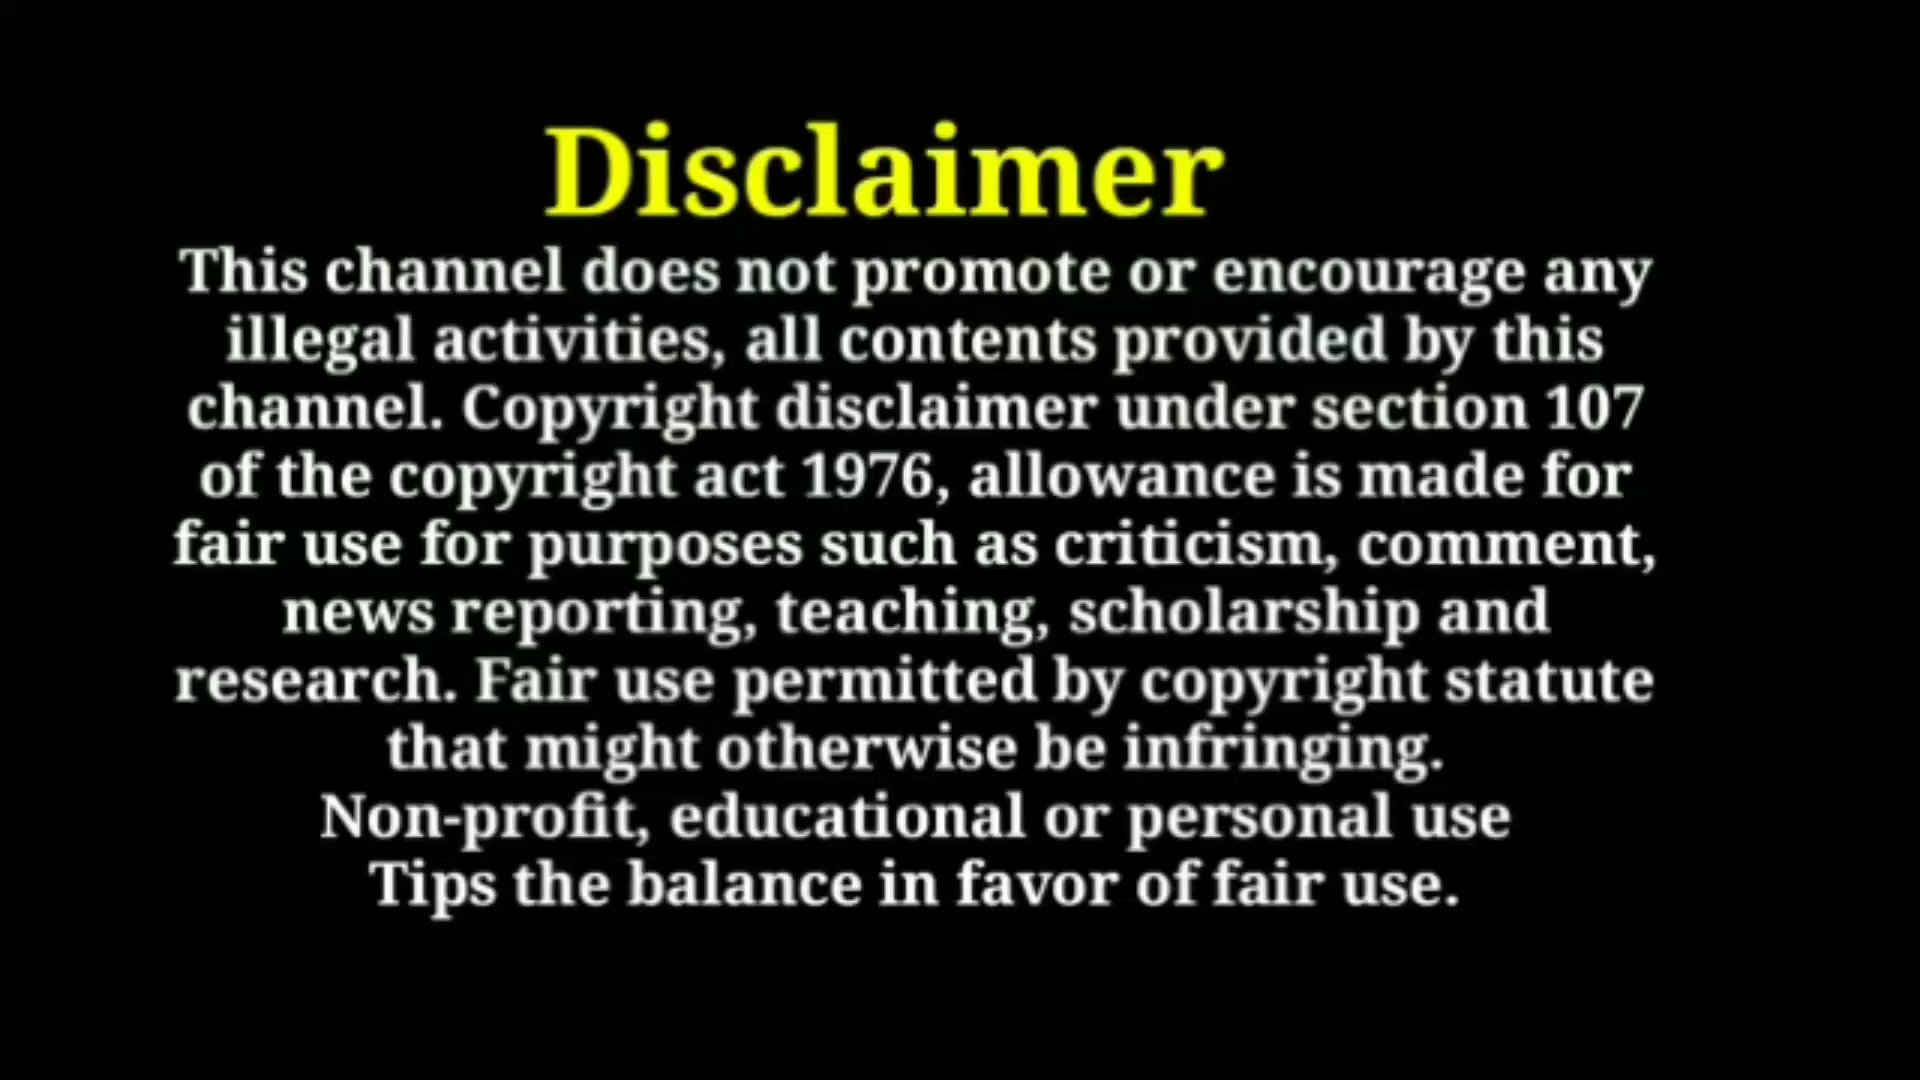 Disclaimer
This channel does not promote or encourage any
illegal activities, all contents provided by this
channel. Copyright disclaimer under section 107
of the copyright act 1976, allowance is made for
fair use for purposes such as criticism, comment,
news reporting, teaching, scholarship and
research. Fair use permitted by copyright statute
that might otherwise be infringing.
Non-profit, educational or personal use
Tips the balance in favor of fair use.